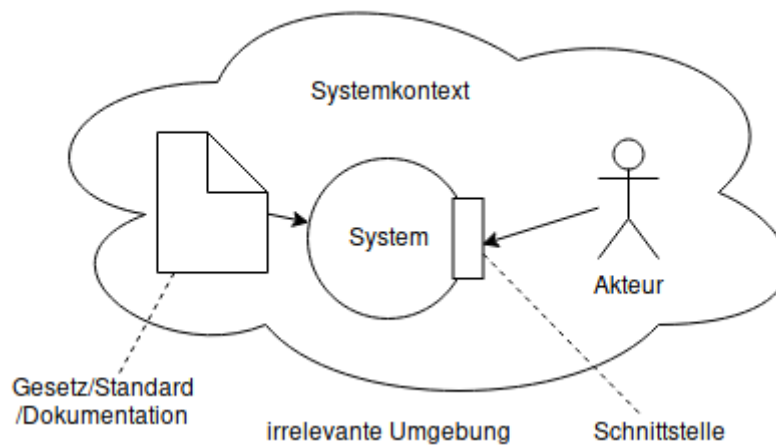 Systemkontext
System
Akteur
Gesetz/Standard
/Dokumentation
irrelevante Umgebung
Schnittstelle